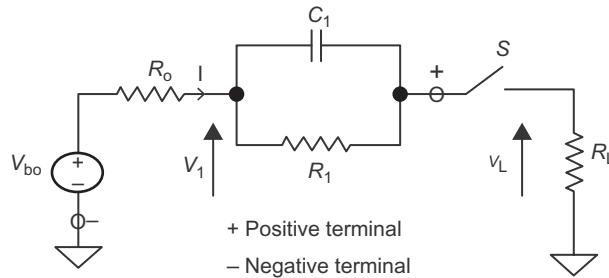 C1
Ro
I
+
S
V1
R1
VL
RL
Vbo
+
–
–
+ Positive terminal
– Negative terminal